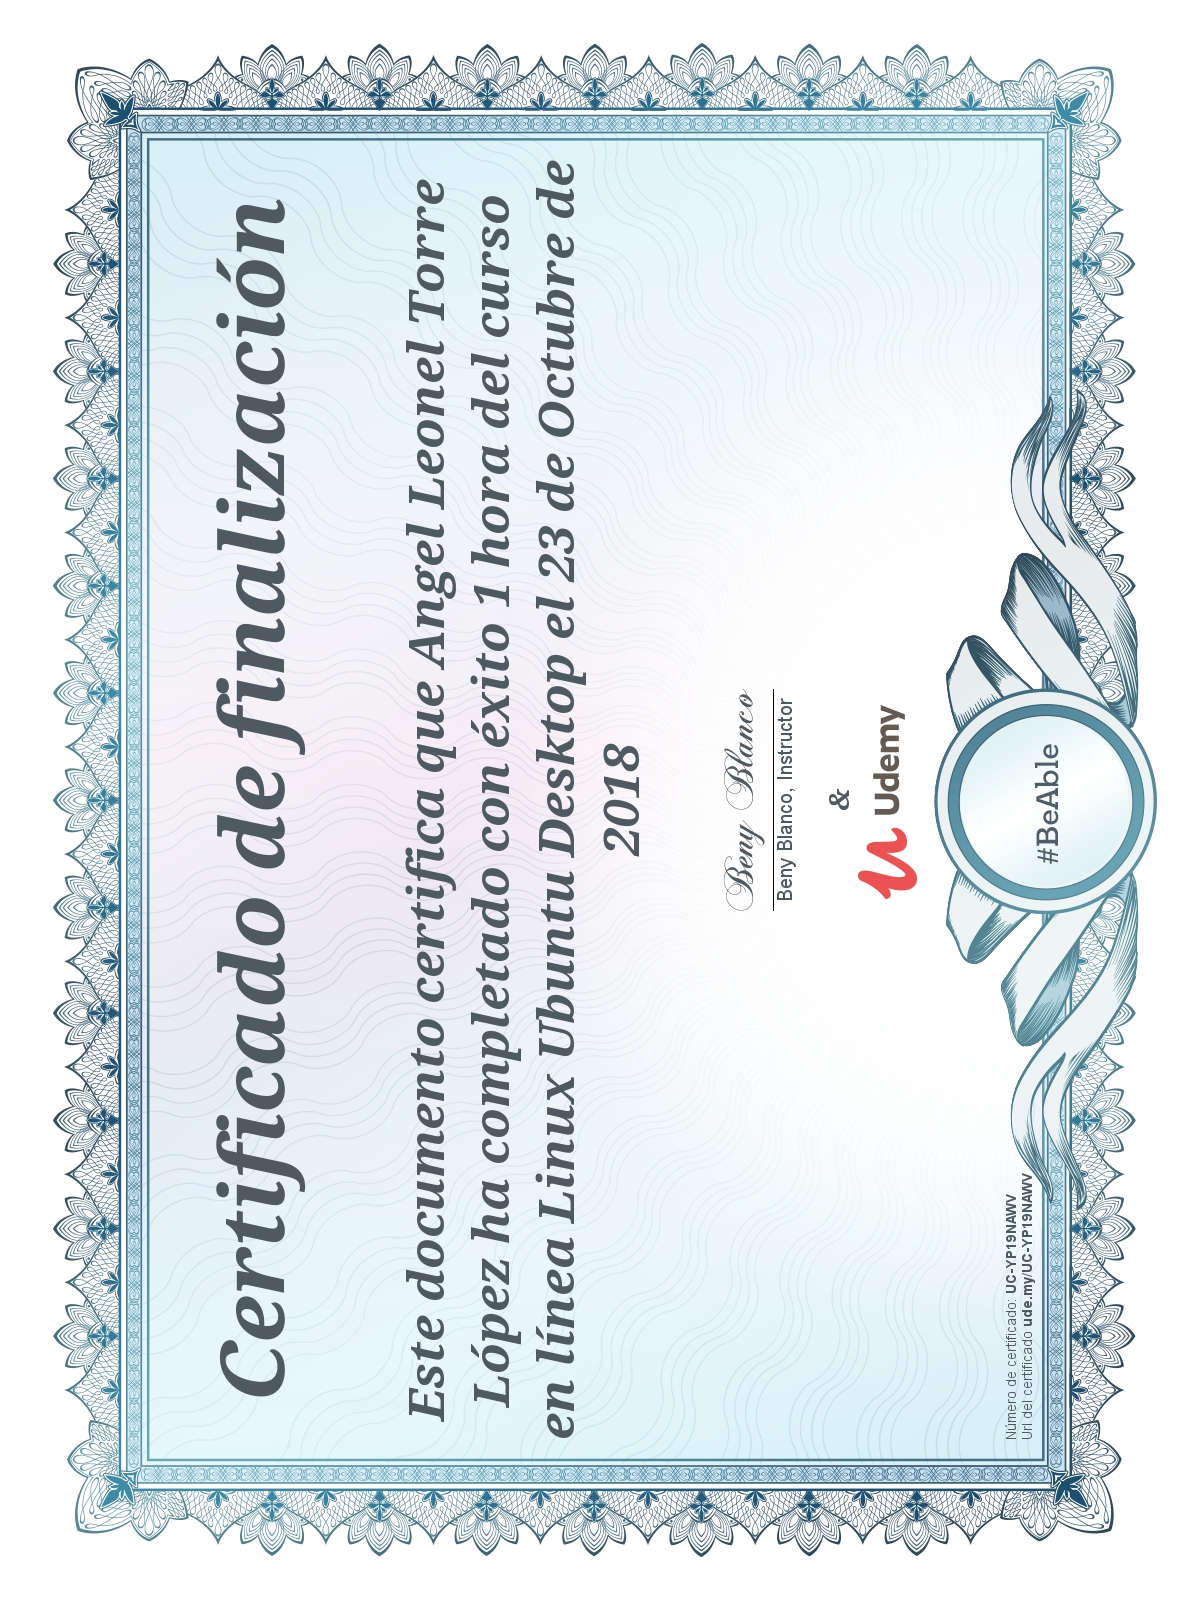 Certificado de finalización
Este documento certifica que Angel Leonel Torre
López ha completado con éxito 1 hora del curso
en línea Linux Ubuntu Desktop el 23 de Octubre de
2018
Beny Blanco
Beny Blanco, Instructor
&
Udemy
#BeAble
Número de certificado: UC-YP19NAWV
Url del certificado ude.my/UC-YP19NAWV